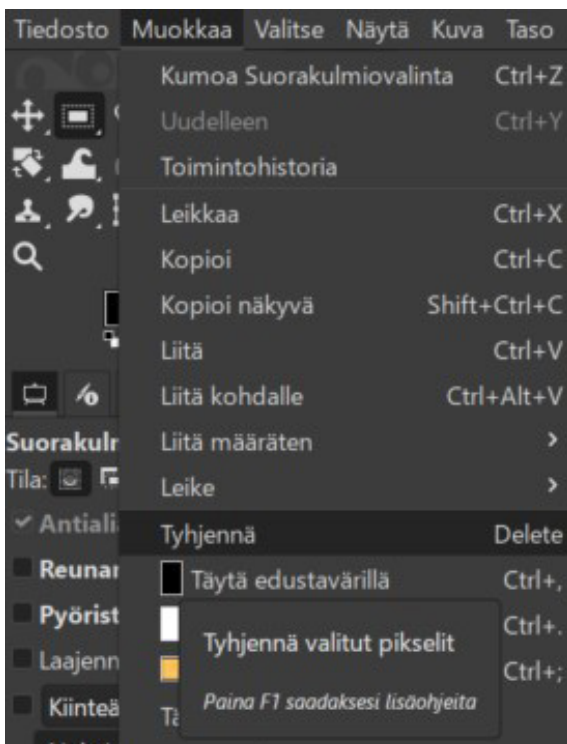 Tiedosto Muokkaa Valitse Näytä Kuva Taso
Kumoa Suorakulmiovalinta Ctrl+Z
Uudelleen Ctrl+Y
Toimintohistoria
Leikkaa Ctrl+X
Kopioi Ctrl+C
Kopioi näkyvä Shift+Ctrl+C
Liitä Ctrl+V
Liitä kohdalle Ctrl+Alt+V
Liitä määräten
Suorakulr
Tila:
Leike
Antiali
Tyhjennä Delete
Reunar
Täytä edustavärillä Ctrl+,
Pyörist
Ctrl+.
Tyhjennä valitut pikselit
Laajenn
Ctrl+;
Kiinteä
Paina F1 saadaksesi lisäohjeita